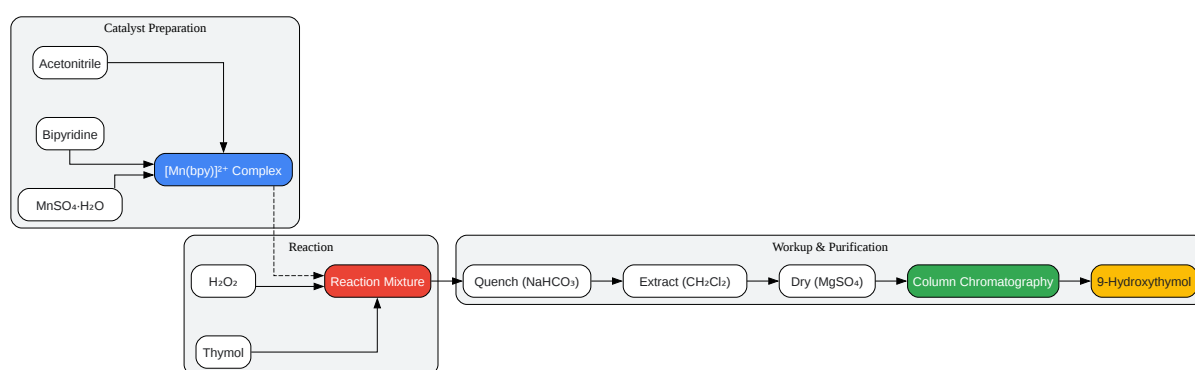 Catalyst Preparation
Acetonitrile
Bipyridine
[Mn(bpy)]²⁺ Complex
MnSO₄·H₂O
Reaction
H₂O₂
Reaction Mixture
Thymol
Workup & Purification
Quench (NaHCO₃)
Extract (CH₂Cl₂)
Dry (MgSO₄)
Column Chromatography
9-Hydroxythymol